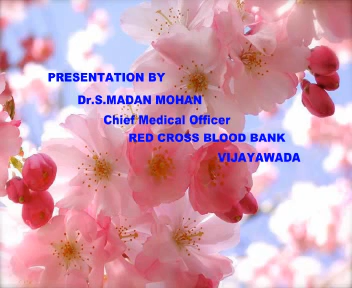 PRESENTATION BY
Dr.S.MADAN MOHAN
Chief Medical Officer
RED CROSS BLOOD BANK
VIJAYAWADA